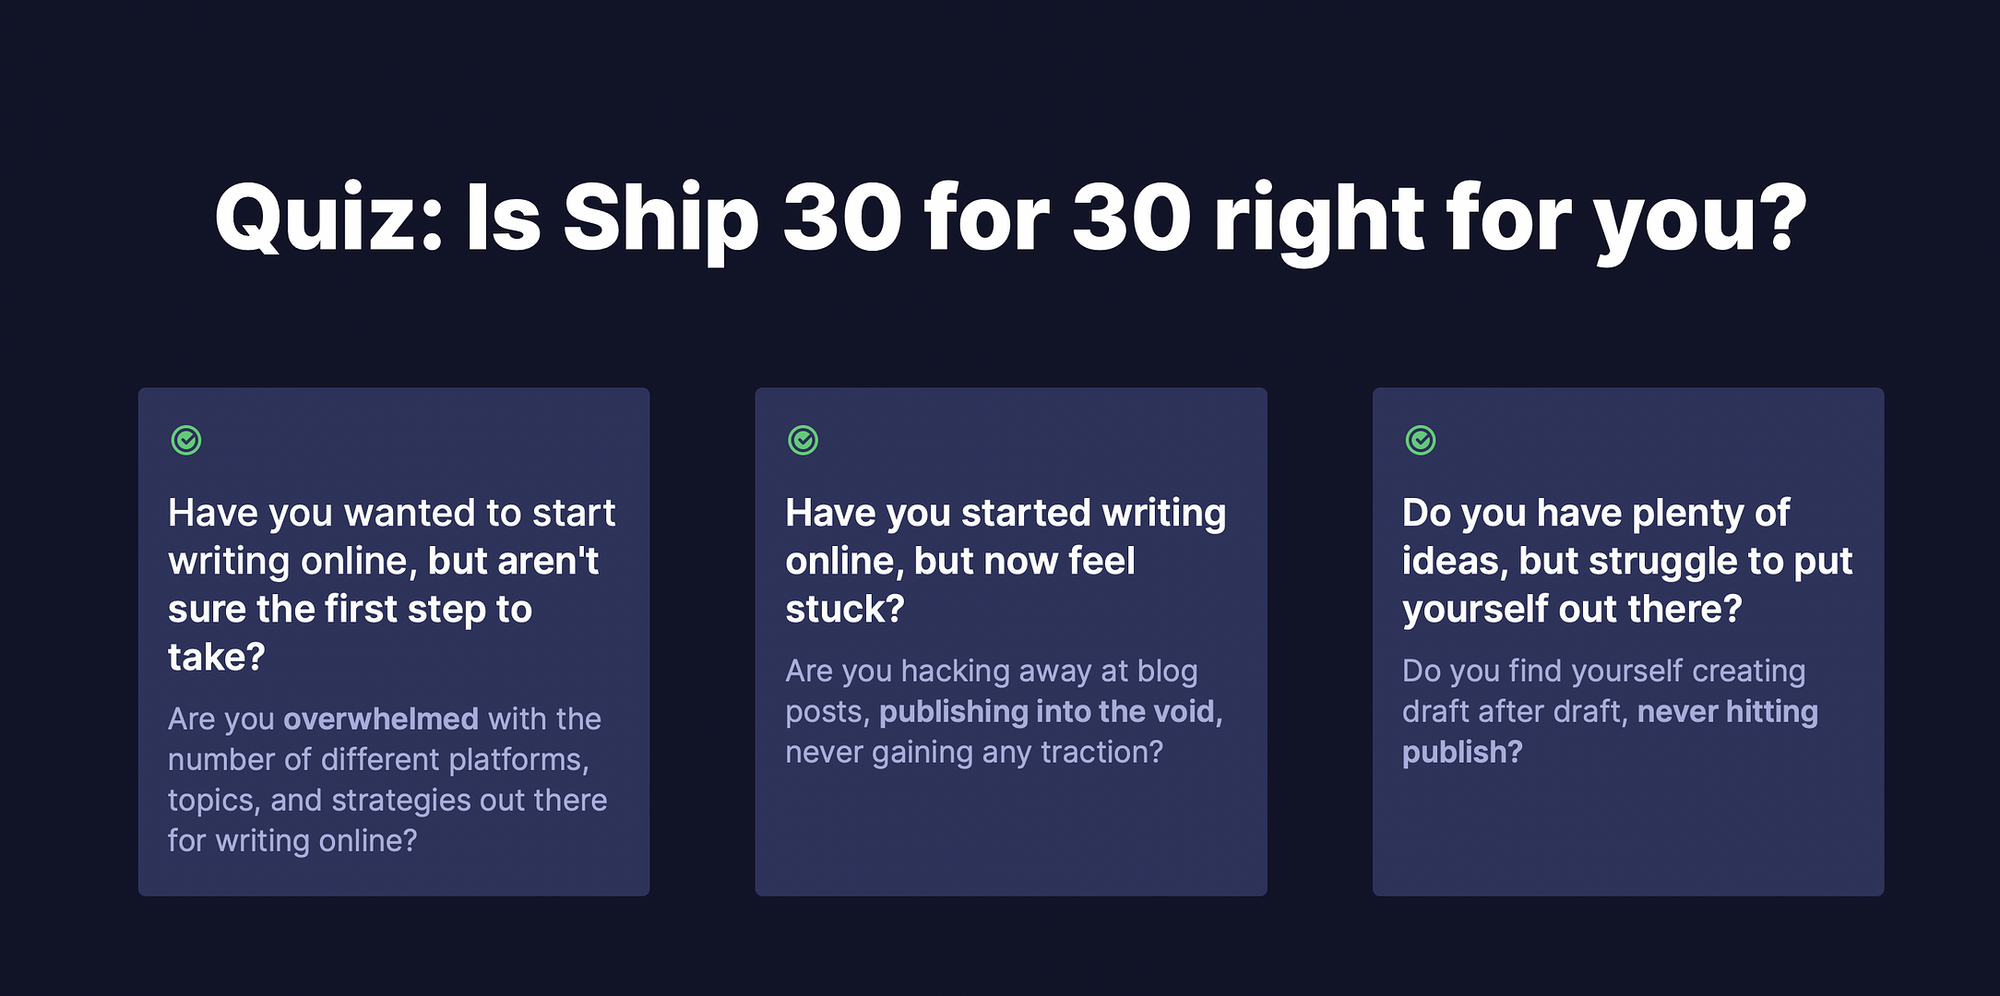 Quiz: Is Ship 30 for 30 right for you?
Have you wanted to start
writing online, but aren't
sure the first step to
take?
Are you overwhelmed with the
number of different platforms,
topics, and strategies out there
for writing online?
Have you started writing
online, but now feel
stuck?
Are you hacking away at blog
posts, publishing into the void,
never gaining any traction?
Do you have plenty of
ideas, but struggle to put
yourself out there?
Do you find yourself creating
draft after draft, never hitting
publish?